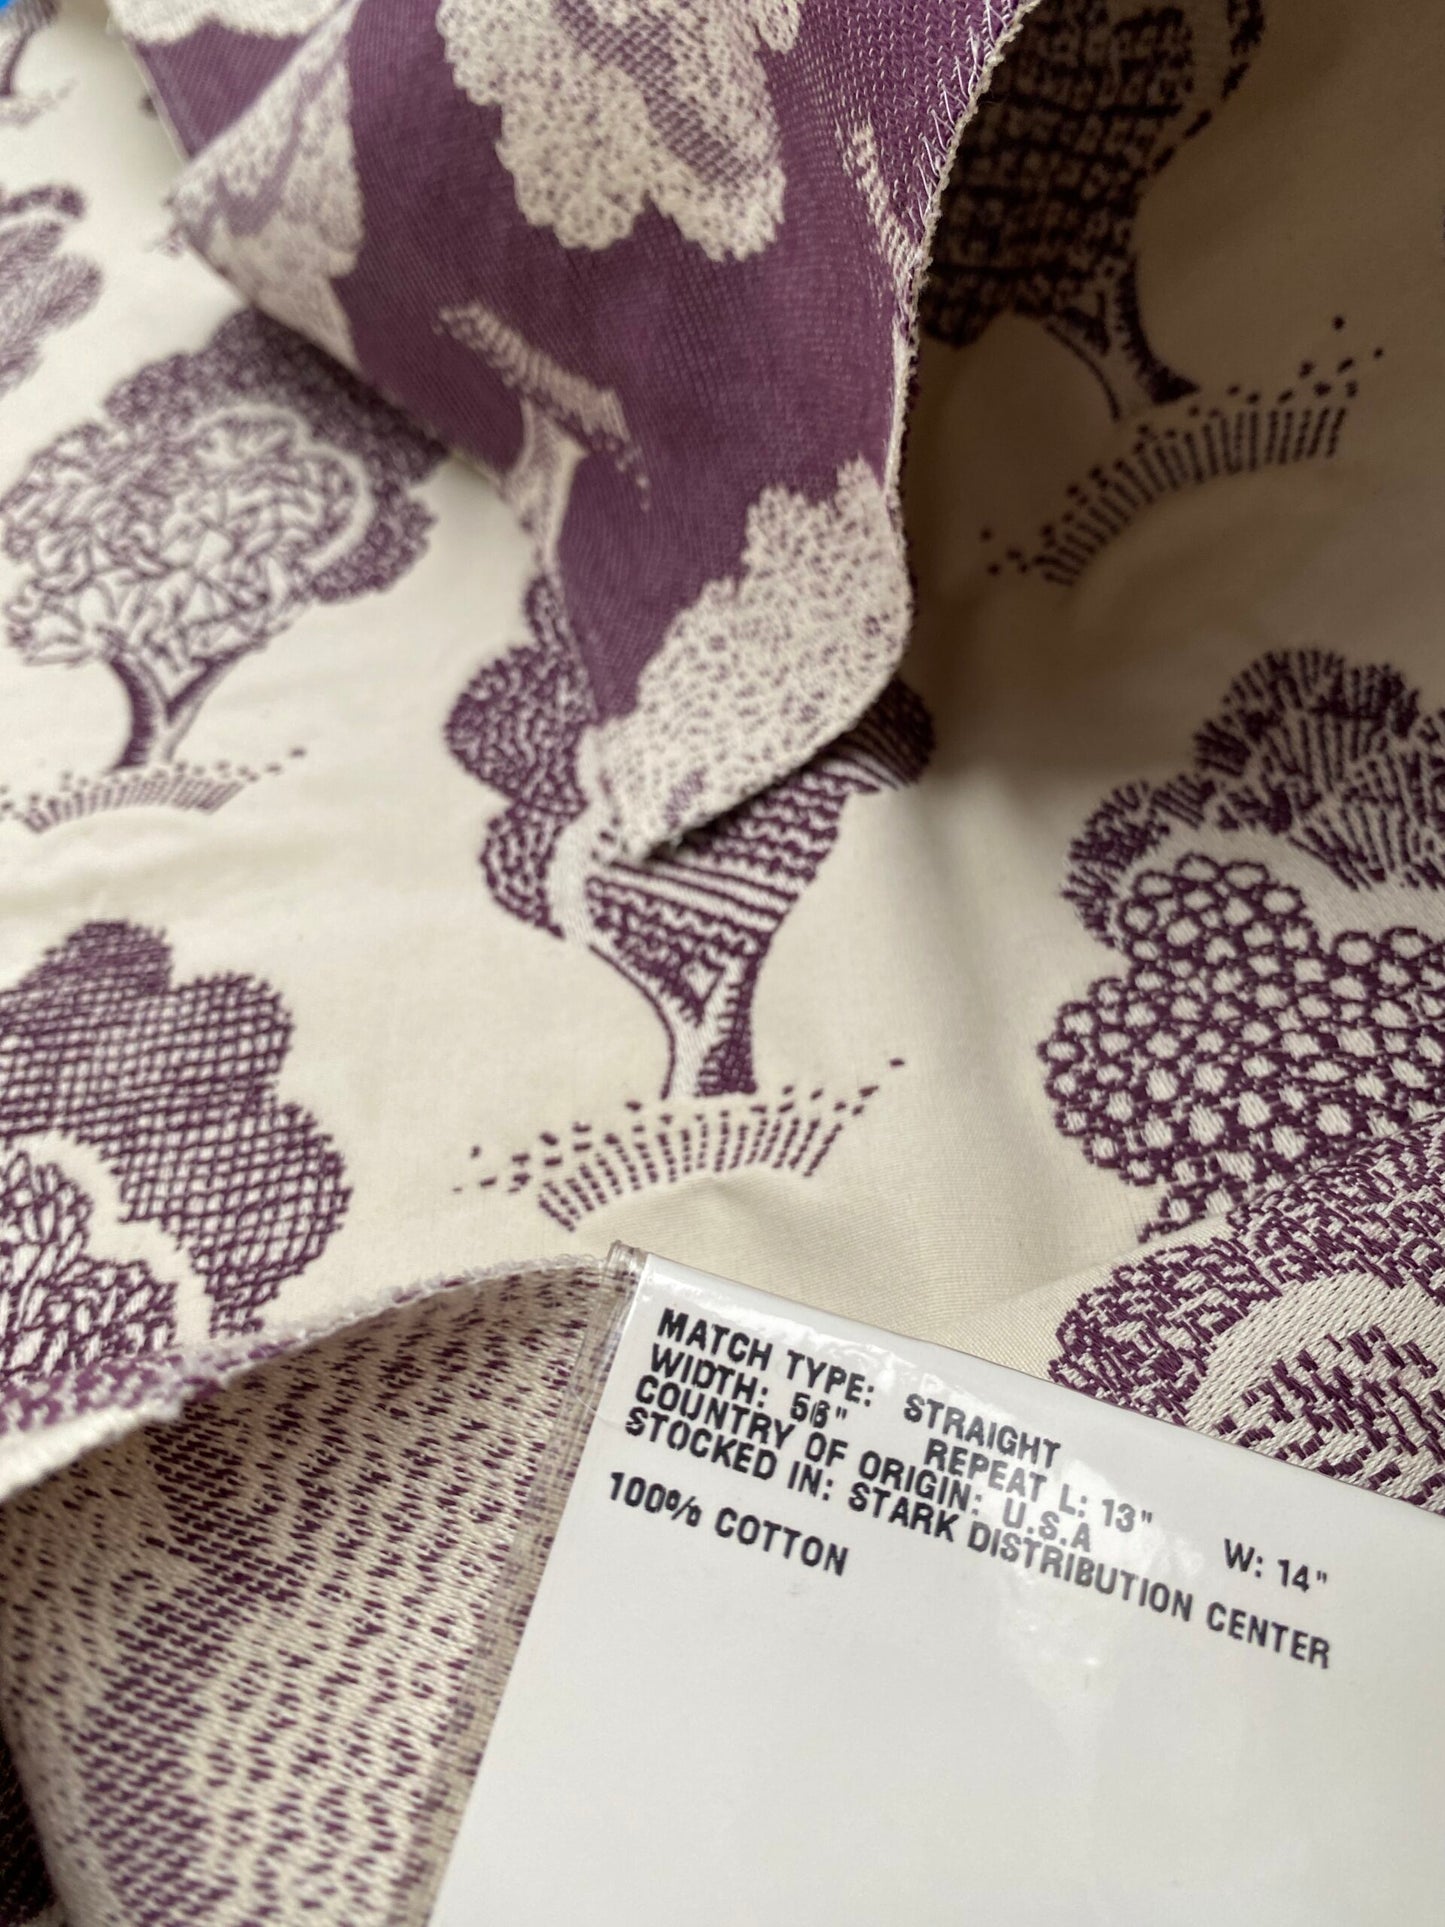 MATCH TYPE: STRAIGHT
WIDTH: 56" REPEAT L: 13" W: 14"
COUNTRY OF ORIGIN: U.S.A
STOCKED IN: STARK DISTRIBUTION CENTER
100% COTTON